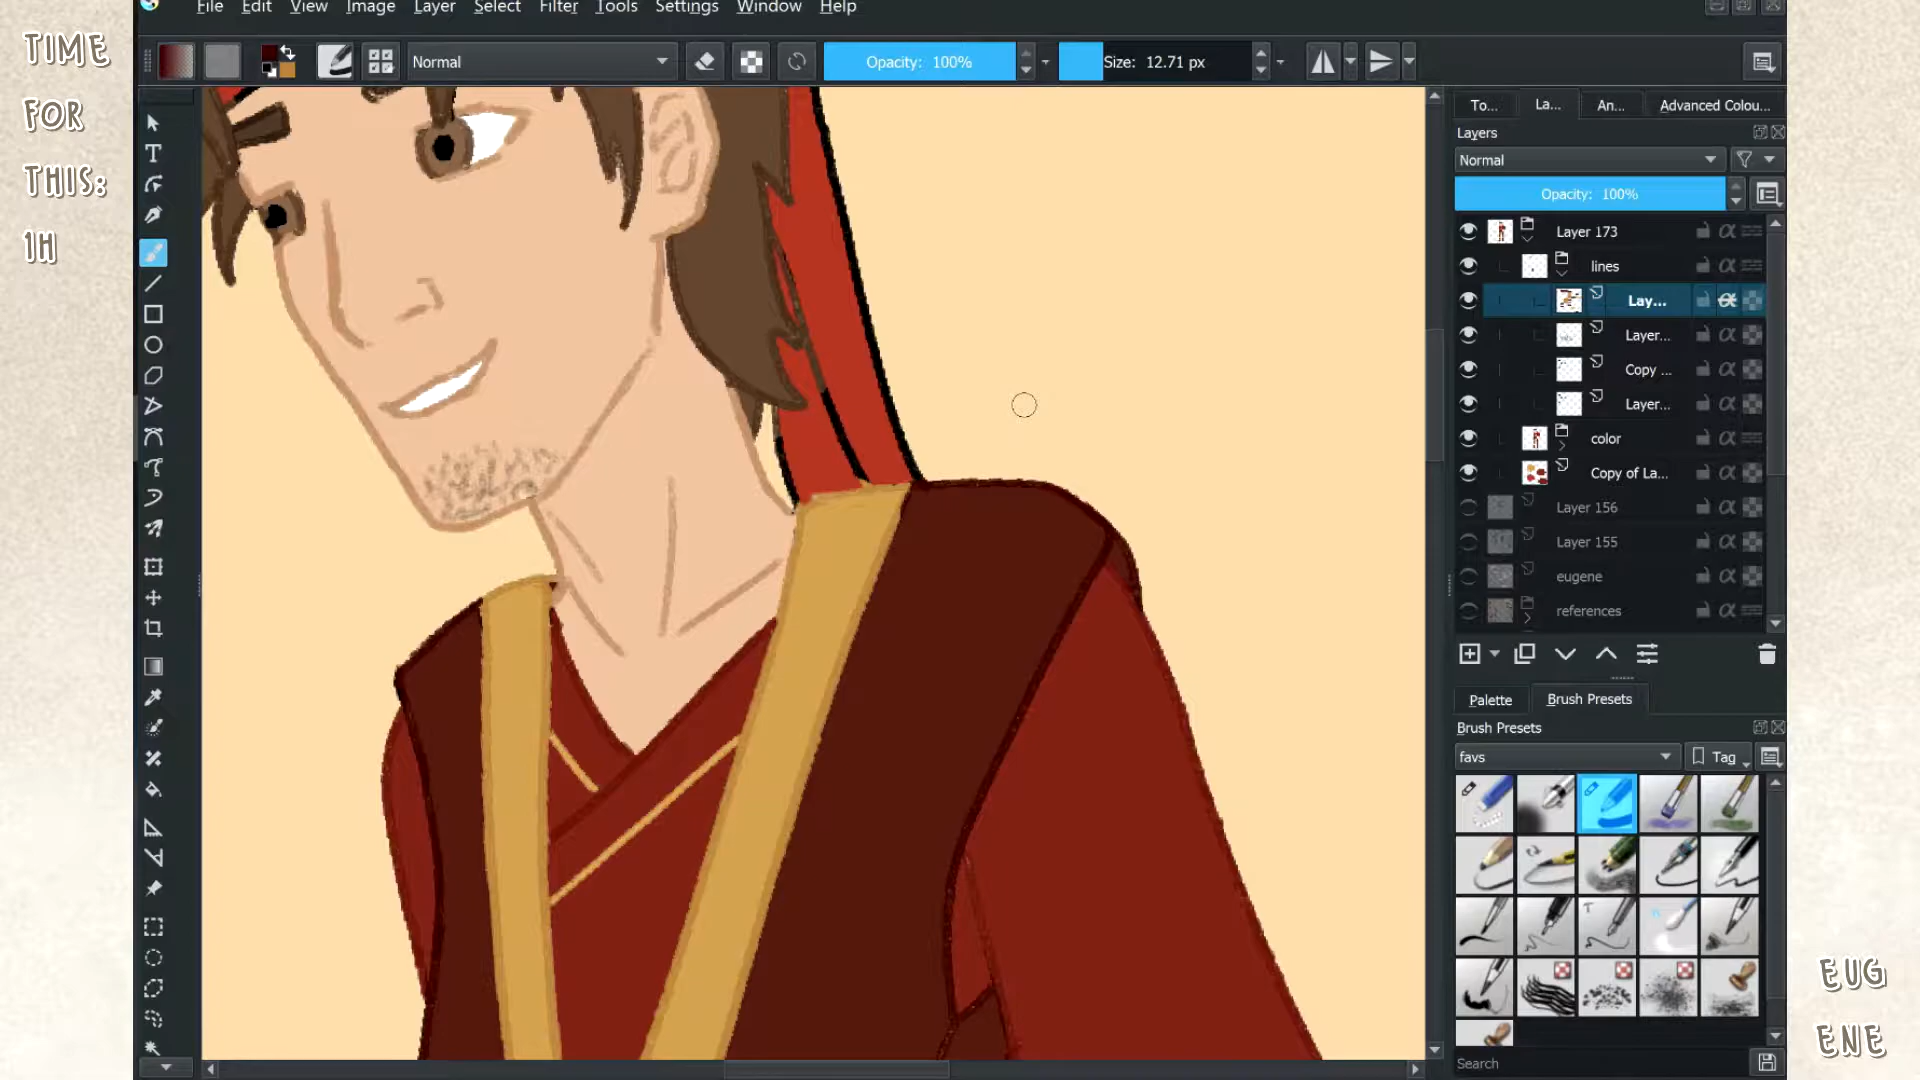 TIME
FOR
THIS:
1H
File Edit View Image Layer Select Filter Tools Settings Window Help
Normal
Opacity: 100%
Size: 12.71 px
To... La... An... Advanced Colou...
Layers
Normal
Opacity: 100%
Layer 173
lines
Lay...
Layer...
Copy ...
Layer...
color
Copy of La...
Layer 156
Layer 155
eugene
references
Palette Brush Presets
Brush Presets
favs
Tag
Search
EUG
ENE